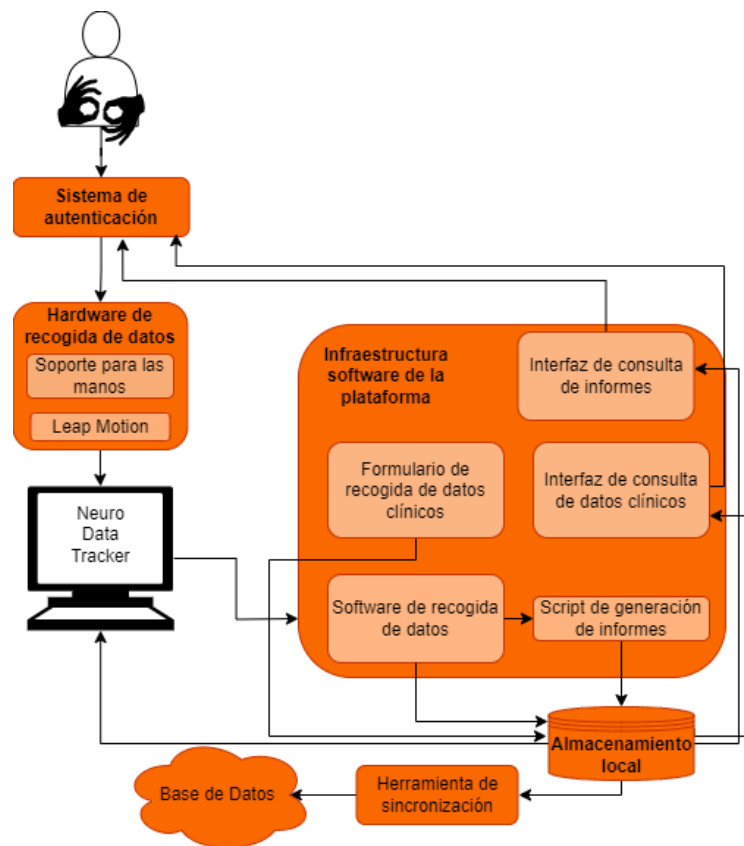 Sistema de
autenticación
Hardware de
recogida de datos
Soporte para las
manos
Leap Motion
Neuro
Data
Tracker
Infraestructura
software de la
plataforma
Interfaz de consulta
de informes
Formulario de
recogida de datos
clínicos
Interfaz de consulta
de datos clínicos
Software de recogida
de datos
Script de generación
de informes
Almacenamiento
local
Herramienta de
sincronización
Base de Datos